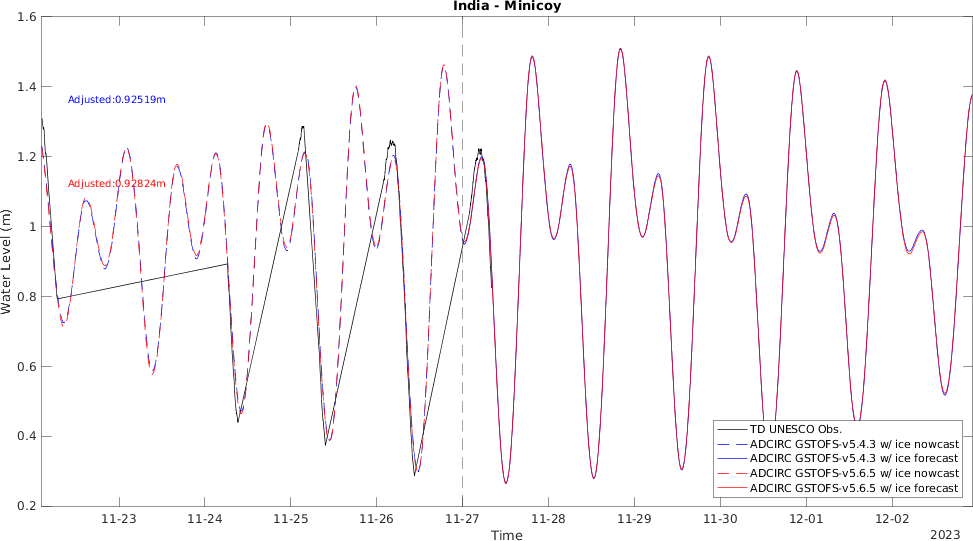 India - Minicoy
1.6
1.4
1.2
1
0.8
0.6
0.4
0.2
Water Level (m)
Adjusted:0.92519m
Adjusted:0.92824m
TD UNESCO Obs.
ADCIRC GSTOFS-v5.4.3 w/ ice nowcast
ADCIRC GSTOFS-v5.4.3 w/ ice forecast
ADCIRC GSTOFS-v5.6.5 w/ ice nowcast
ADCIRC GSTOFS-v5.6.5 w/ ice forecast
11-23 11-24 11-25 11-26 11-27 11-28 11-29 11-30 12-01 12-02
Time
2023